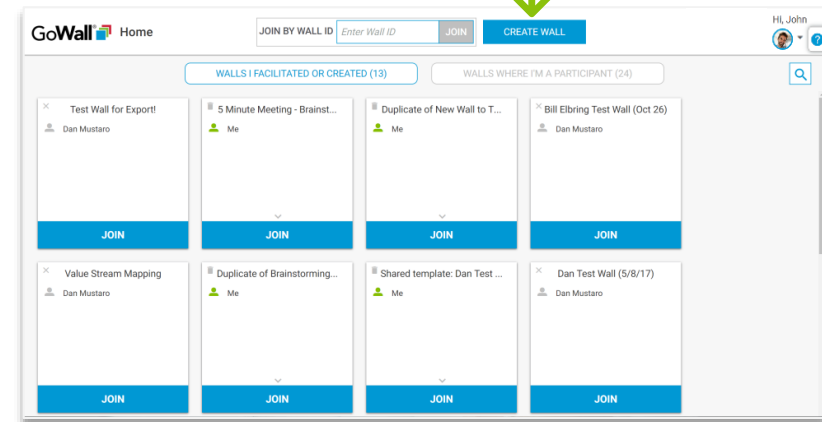 GoWall Home
JOIN BY WALL ID Enter Wall ID JOIN CREATE WALL
Hi, John
?
WALLS I FACILITATED OR CREATED (13) WALLS WHERE I'M A PARTICIPANT (24)
Test Wall for Export! 5 Minute Meeting - Brainst... Duplicate of New Wall to T... Bill Elbring Test Wall (Oct 26)
Dan Mustaro Me Me Dan Mustaro
JOIN JOIN JOIN JOIN
Value Stream Mapping Duplicate of Brainstorming... Shared template: Dan Test ... Dan Test Wall (5/8/17)
Dan Mustaro Me Me Dan Mustaro
JOIN JOIN JOIN JOIN